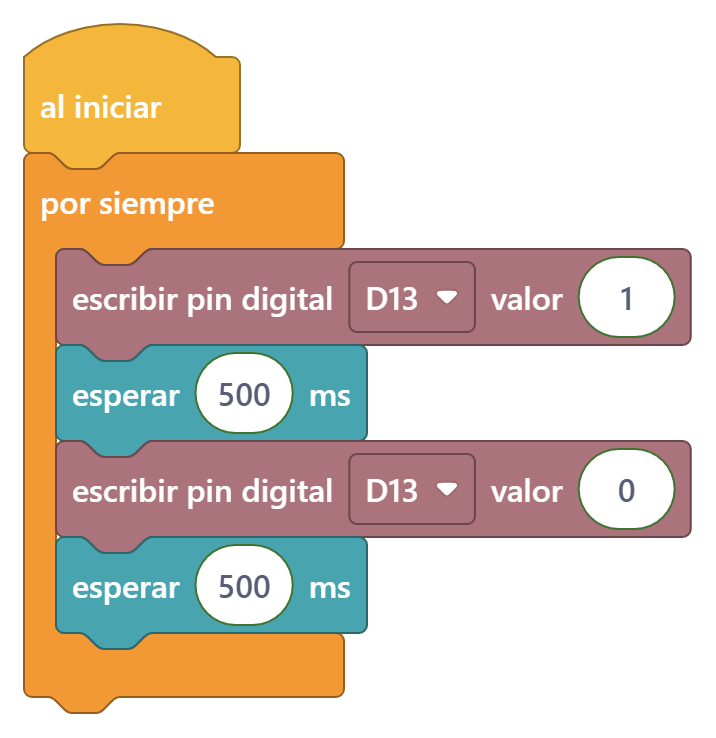 al iniciar
por siempre
escribir pin digital D13 valor 1
esperar 500 ms
escribir pin digital D13 valor 0
esperar 500 ms